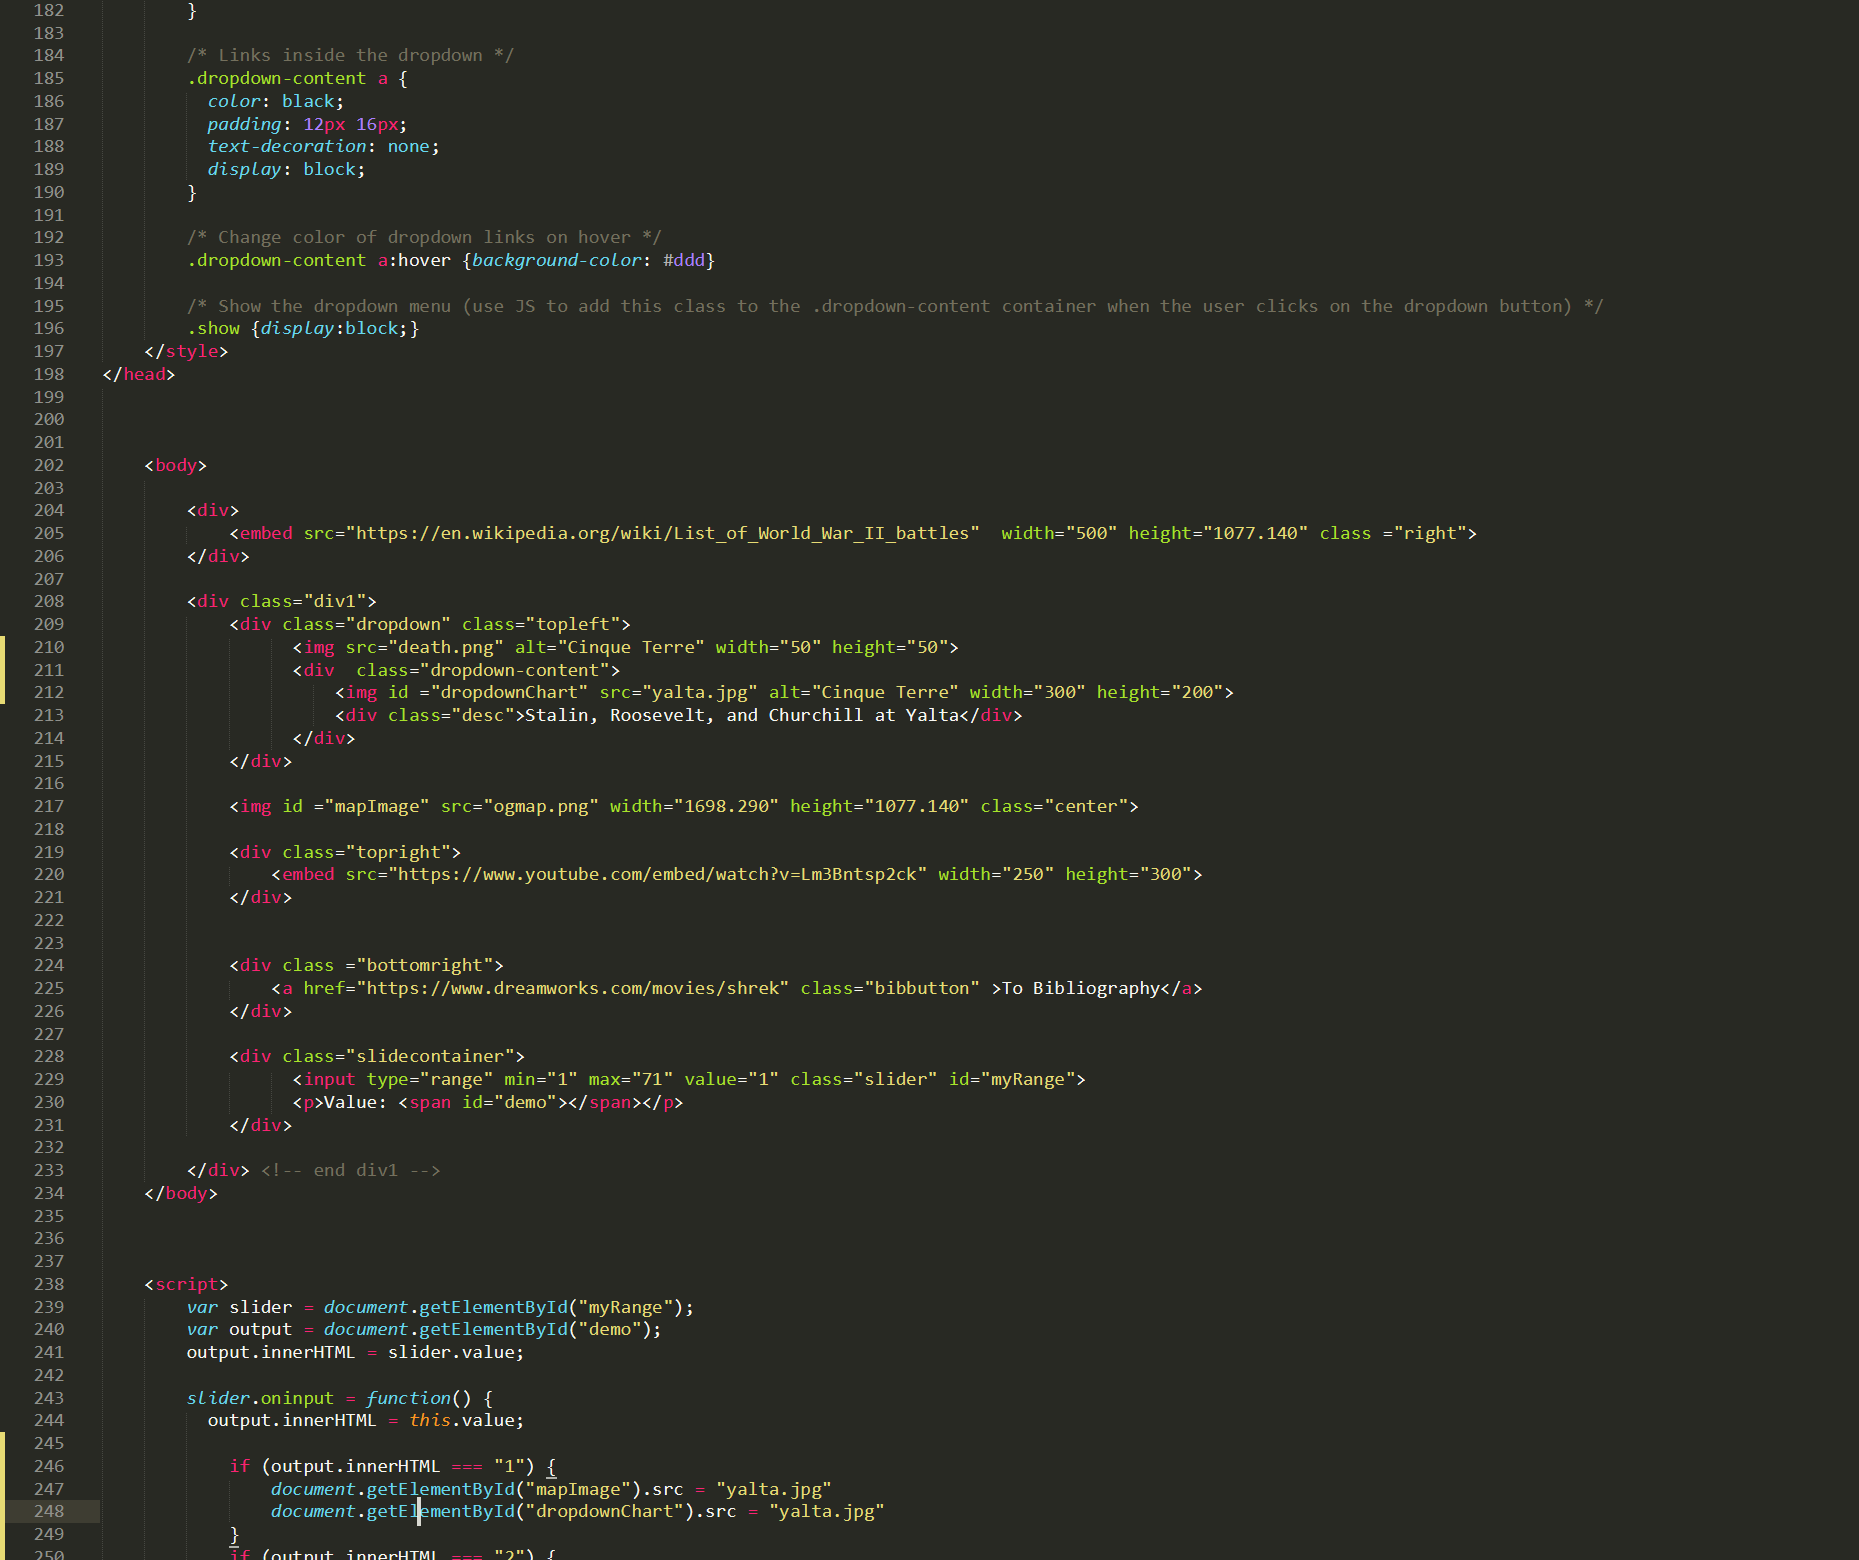 182 }
183
184 /* Links inside the dropdown */
185 .dropdown-content a {
186 color: black;
187 padding: 12px 16px;
188 text-decoration: none;
189 display: block;
190 }
191
192 /* Change color of dropdown links on hover */
193 .dropdown-content a:hover {background-color: #ddd}
194
195 /* Show the dropdown menu (use JS to add this class to the .dropdown-content container when the user clicks on the dropdown button) */
196 .show {display:block;}
197 </style>
198 </head>
199
200
201
202 <body>
203
204 <div>
205 <embed src="https://en.wikipedia.org/wiki/List_of_World_War_II_battles"  width="500" height="1077.140" class ="right">
206 </div>
207
208 <div class="div1">
209 <div class="dropdown" class="topleft">
210 <img src="death.png" alt="Cinque Terre" width="50" height="50">
211 <div  class="dropdown-content">
212 <img id ="dropdownChart" src="yalta.jpg" alt="Cinque Terre" width="300" height="200">
213 <div class="desc">Stalin, Roosevelt, and Churchill at Yalta</div>
214 </div>
215 </div>
216
217 <img id ="mapImage" src="ogmap.png" width="1698.290" height="1077.140" class="center">
218
219 <div class="topright">
220 <embed src="https://www.youtube.com/embed/watch?v=Lm3Bntsp2ck" width="250" height="300">
221 </div>
222
223
224 <div class ="bottomright">
225 <a href="https://www.dreamworks.com/movies/shrek" class="bibbutton" >To Bibliography</a>
226 </div>
227
228 <div class="slidecontainer">
229 <input type="range" min="1" max="71" value="1" class="slider" id="myRange">
230 <p>Value: <span id="demo"></span></p>
231 </div>
232
233 </div> <!-- end div1 -->
234 </body>
235
236
237
238 <script>
239 var slider = document.getElementById("myRange");
240 var output = document.getElementById("demo");
241 output.innerHTML = slider.value;
242
243 slider.oninput = function() {
244 output.innerHTML = this.value;
245
246 if (output.innerHTML === "1") {
247 document.getElementById("mapImage").src = "yalta.jpg"
248 document.getElementById("dropdownChart").src = "yalta.jpg"
249 }
250 if (output.innerHTML === "2") {